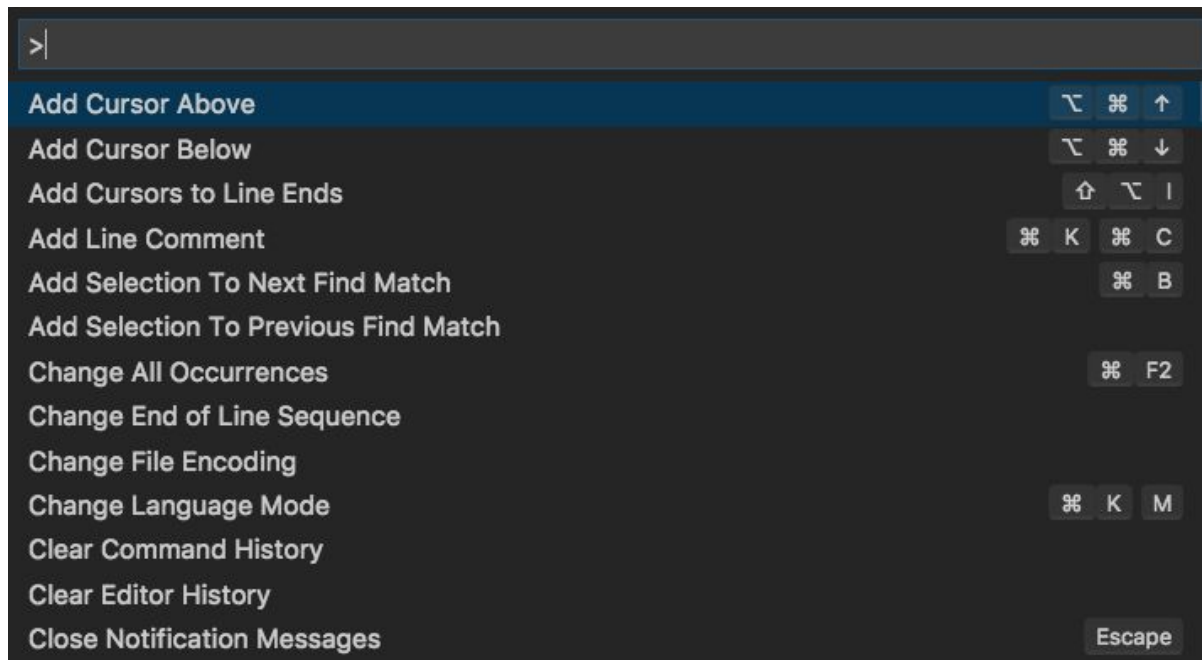 >
Add Cursor Above ⌥ ⌘ ↑
Add Cursor Below ⌥ ⌘ ↓
Add Cursors to Line Ends ⇧ ⌥ I
Add Line Comment ⌘ K ⌘ C
Add Selection To Next Find Match ⌘ B
Add Selection To Previous Find Match
Change All Occurrences ⌘ F2
Change End of Line Sequence
Change File Encoding
Change Language Mode ⌘ K M
Clear Command History
Clear Editor History
Close Notification Messages Escape